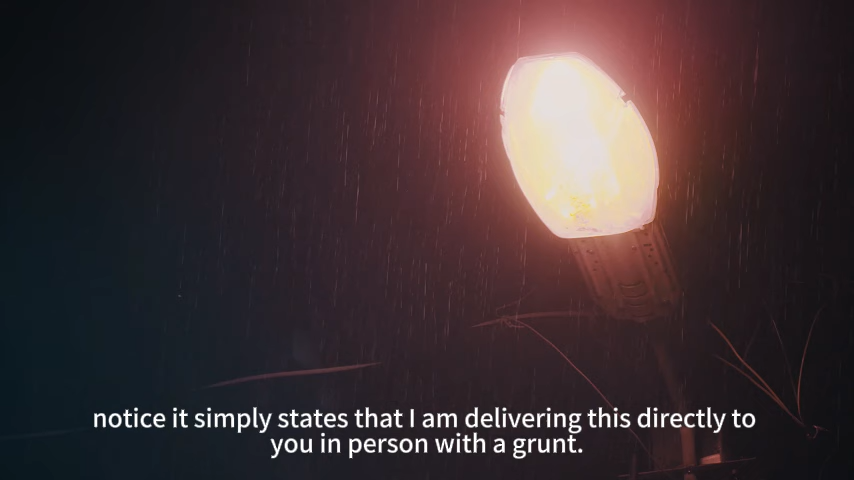 notice it simply states that I am delivering this directly to
you in person with a grunt.